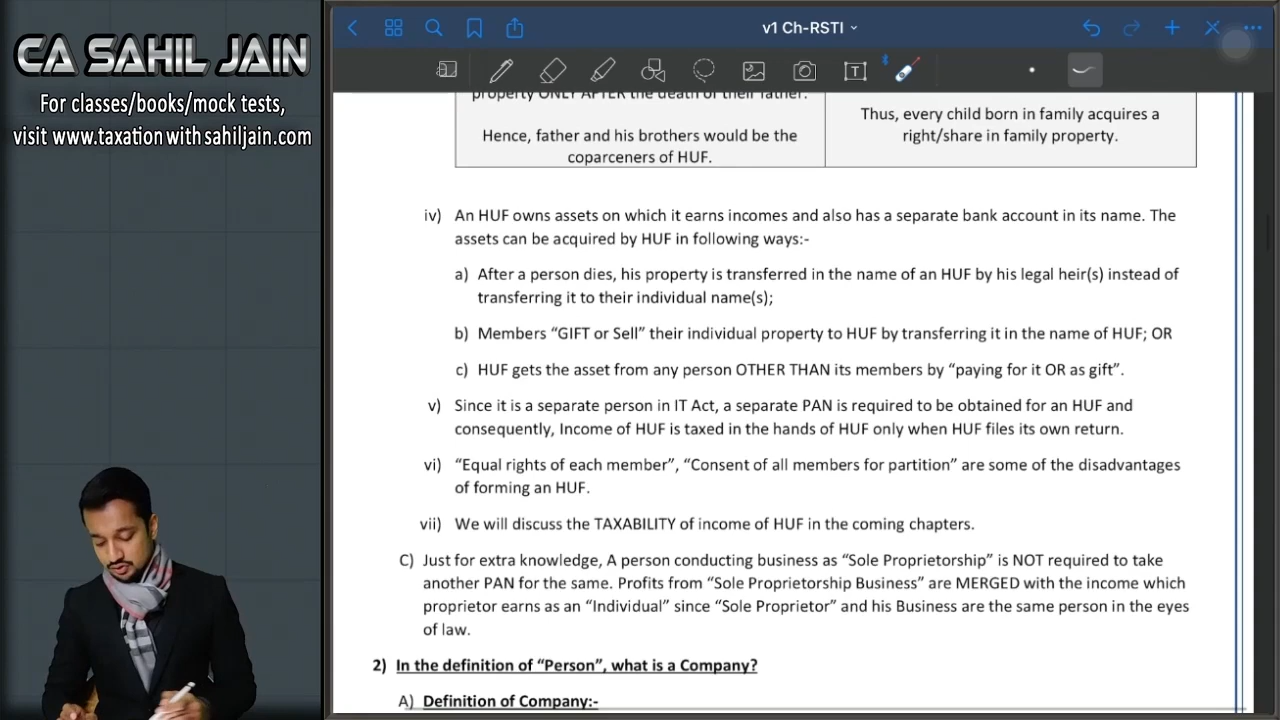 CA SAHIL JAIN
For classes/books/mock tests,
visit www.taxationwithsahiljain.com
v1 Ch-RSTI
property ONLY AFTER the death of their father.
Hence, father and his brothers would be the
coparceners of HUF.
Thus, every child born in family acquires a
right/share in family property.
iv) An HUF owns assets on which it earns incomes and also has a separate bank account in its name. The
assets can be acquired by HUF in following ways:-
a) After a person dies, his property is transferred in the name of an HUF by his legal heir(s) instead of
transferring it to their individual name(s);
b) Members “GIFT or Sell” their individual property to HUF by transferring it in the name of HUF; OR
c) HUF gets the asset from any person OTHER THAN its members by “paying for it OR as gift”.
v) Since it is a separate person in IT Act, a separate PAN is required to be obtained for an HUF and
consequently, Income of HUF is taxed in the hands of HUF only when HUF files its own return.
vi) “Equal rights of each member”, “Consent of all members for partition” are some of the disadvantages
of forming an HUF.
vii) We will discuss the TAXABILITY of income of HUF in the coming chapters.
C) Just for extra knowledge, A person conducting business as “Sole Proprietorship” is NOT required to take
another PAN for the same. Profits from “Sole Proprietorship Business” are MERGED with the income which
proprietor earns as an “Individual” since “Sole Proprietor” and his Business are the same person in the eyes
of law.
2) In the definition of “Person”, what is a Company?
A) Definition of Company:-